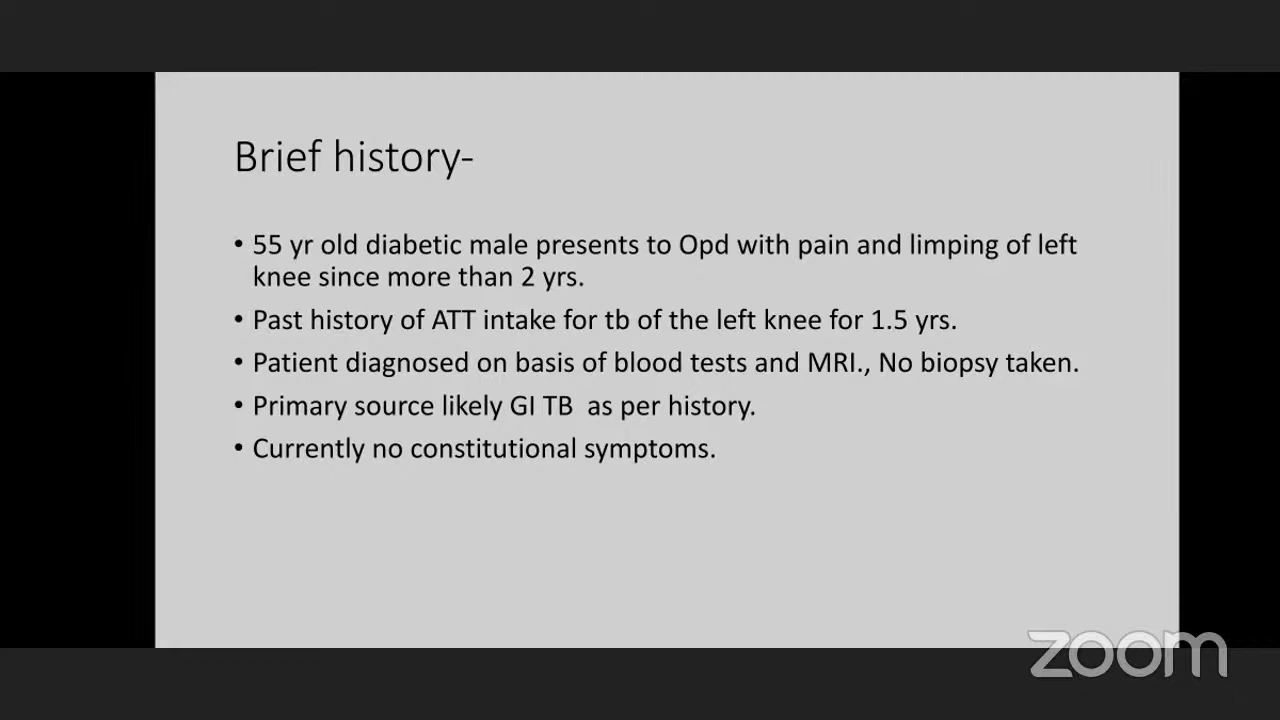 Brief history-
• 55 yr old diabetic male presents to Opd with pain and limping of left
knee since more than 2 yrs.
• Past history of ATT intake for tb of the left knee for 1.5 yrs.
• Patient diagnosed on basis of blood tests and MRI., No biopsy taken.
• Primary source likely GI TB  as per history.
• Currently no constitutional symptoms.
zoom